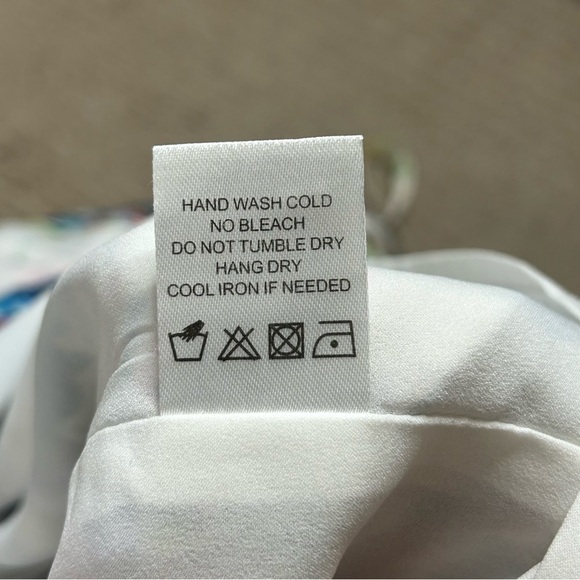 HAND WASH COLD
NO BLEACH
DO NOT TUMBLE DRY
HANG DRY
COOL IRON IF NEEDED